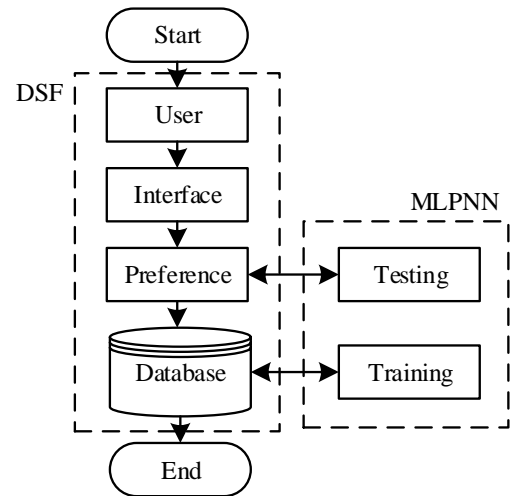 Start
DSF
User
Interface
MLPNN
Preference
Testing
Database
Training
End